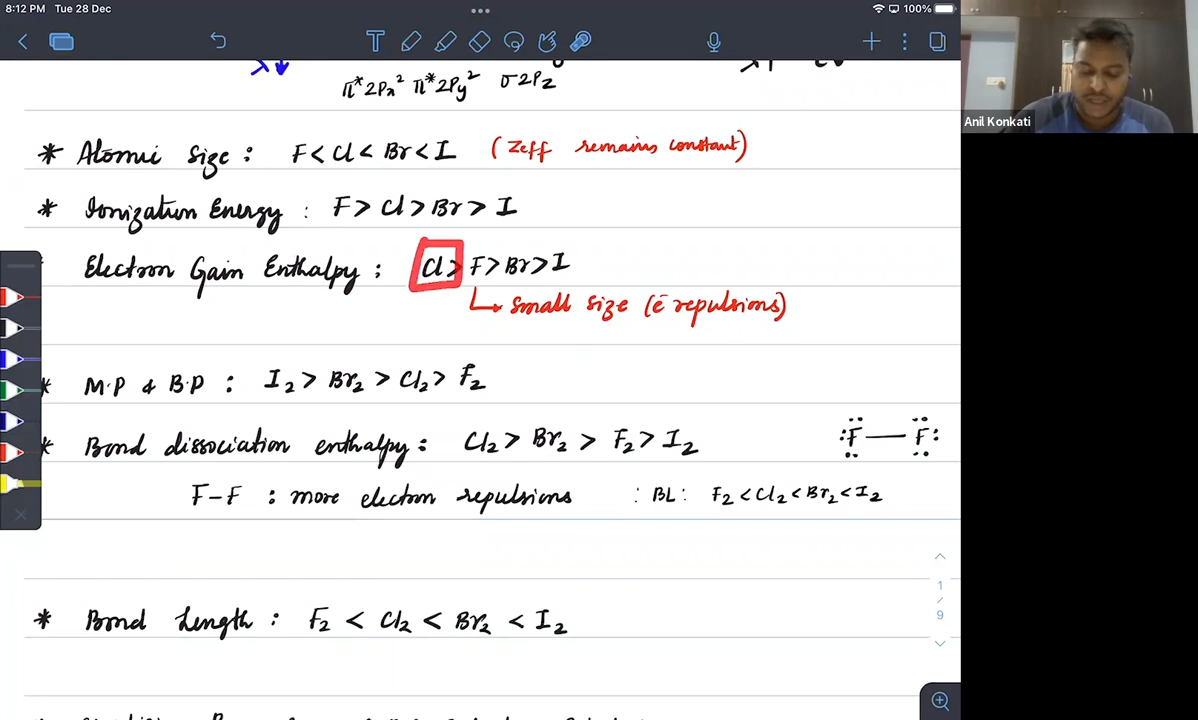 8:12 PM Tue 28 Dec
100%
π*2Px² π*2Py² σ2Pz
Anil Konkati
* Atomic Size : F < Cl < Br < I (Zeff remains constant)
* Ionization Energy : F > Cl > Br > I
Electron Gain Enthalpy : Cl > F > Br > I
small size (e⁻ repulsions)
* M.P & B.P : I₂ > Br₂ > Cl₂ > F₂
* Bond dissociation enthalpy : Cl₂ > Br₂ > F₂ > I₂ :F — F:
F-F : more electron repulsions : BL : F₂ < Cl₂ < Br₂ < I₂
1
/
9
* Bond Length : F₂ < Cl₂ < Br₂ < I₂